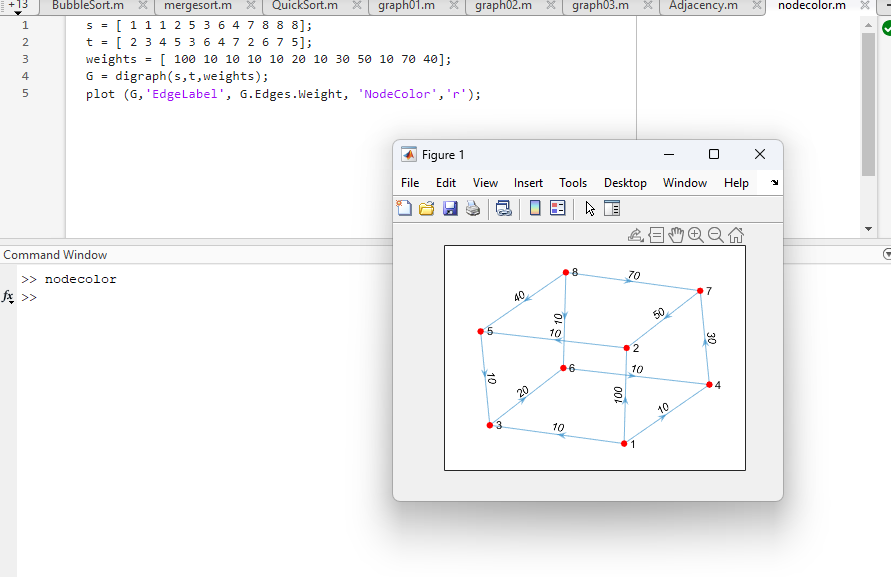 +13 BubbleSort.m mergesort.m QuickSort.m graph01.m graph02.m graph03.m Adjacency.m nodecolor.m
1 s = [ 1 1 1 2 5 3 6 4 7 8 8 8];
2 t = [ 2 3 4 5 3 6 4 7 2 6 7 5];
3 weights = [ 100 10 10 10 10 20 10 30 50 10 70 40];
4 G = digraph(s,t,weights);
5 plot (G,'EdgeLabel', G.Edges.Weight, 'NodeColor','r');
Figure 1
File Edit View Insert Tools Desktop Window Help
8 70
7
40 10 50
5 10 2 30
6 10
10 20 100 10 4
3 10 1
Command Window
>> nodecolor
fx >>